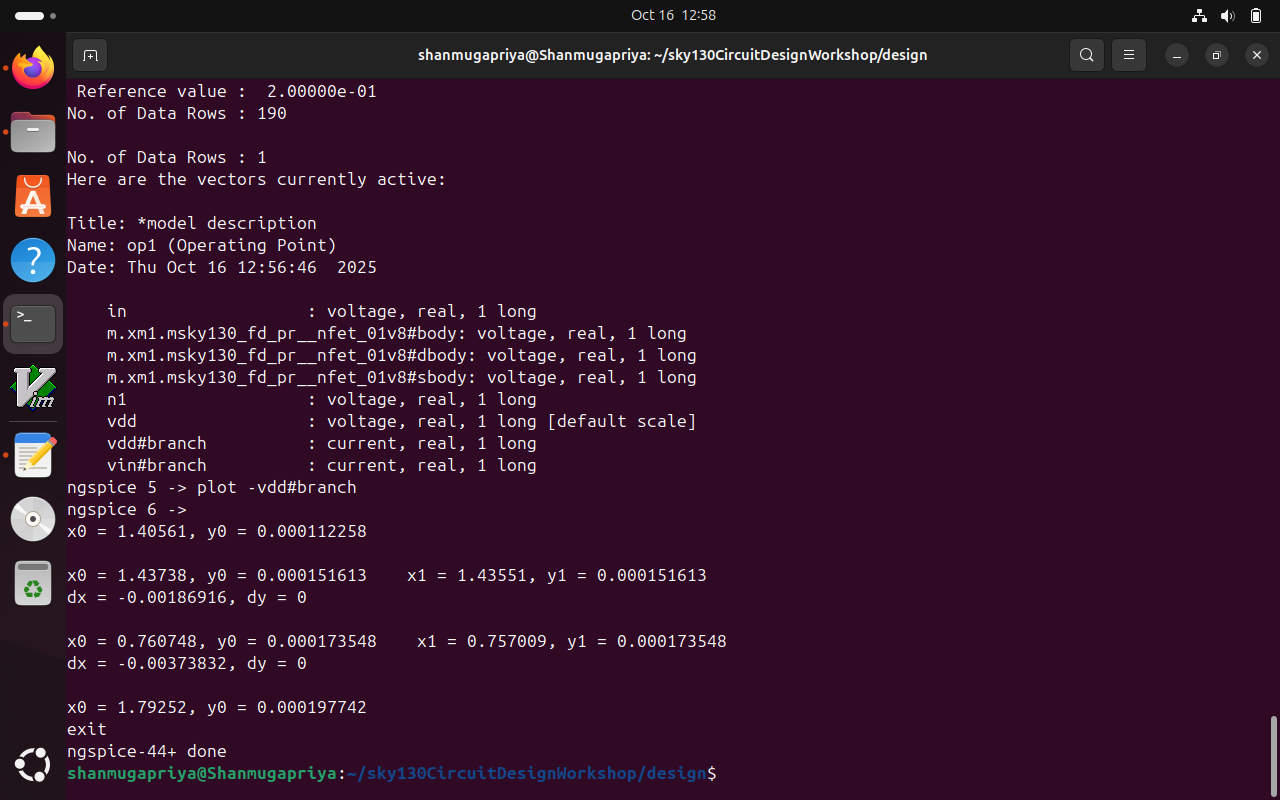 Oct 16 12:58
shanmugapriya@Shanmugapriya: ~/sky130CircuitDesignWorkshop/design
Reference value :  2.00000e-01
No. of Data Rows : 190
No. of Data Rows : 1
Here are the vectors currently active:
Title: *model description
Name: op1 (Operating Point)
Date: Thu Oct 16 12:56:46  2025
in                  : voltage, real, 1 long
m.xm1.msky130_fd_pr__nfet_01v8#body: voltage, real, 1 long
m.xm1.msky130_fd_pr__nfet_01v8#dbody: voltage, real, 1 long
m.xm1.msky130_fd_pr__nfet_01v8#sbody: voltage, real, 1 long
n1                  : voltage, real, 1 long
vdd                 : voltage, real, 1 long [default scale]
vdd#branch          : current, real, 1 long
vin#branch          : current, real, 1 long
ngspice 5 -> plot -vdd#branch
ngspice 6 ->
x0 = 1.40561, y0 = 0.000112258
x0 = 1.43738, y0 = 0.000151613    x1 = 1.43551, y1 = 0.000151613
dx = -0.00186916, dy = 0
x0 = 0.760748, y0 = 0.000173548    x1 = 0.757009, y1 = 0.000173548
dx = -0.00373832, dy = 0
x0 = 1.79252, y0 = 0.000197742
exit
ngspice-44+ done
shanmugapriya@Shanmugapriya:~/sky130CircuitDesignWorkshop/design$